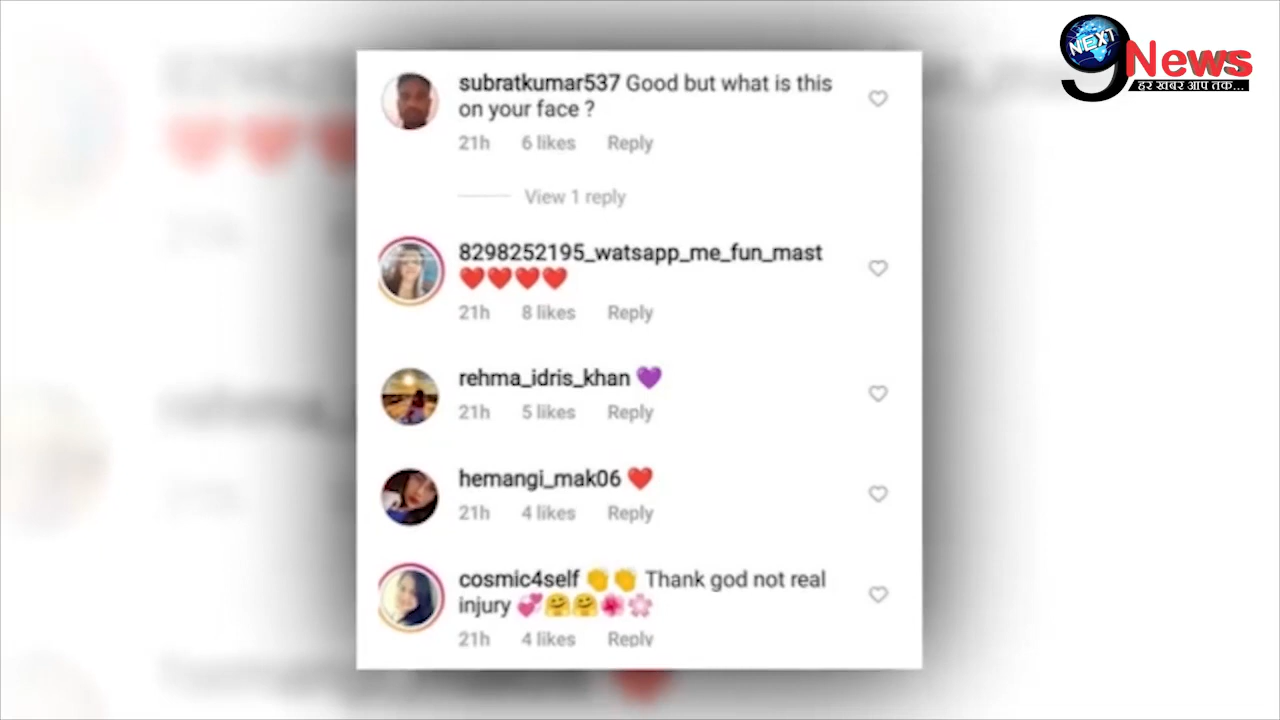 subratkumar537 Good but what is this
on your face ?
21h 6 likes Reply
View 1 reply
8298252195_watsapp_me_fun_mast
❤️❤️❤️❤️
21h 8 likes Reply
rehma_idris_khan 💜
21h 5 likes Reply
hemangi_mak06 ❤️
21h 4 likes Reply
cosmic4self 👏👏 Thank god not real
injury 💞🤗🤗🌺🌸
21h 4 likes Reply
NEXT
9 News
हर खबर आप तक...